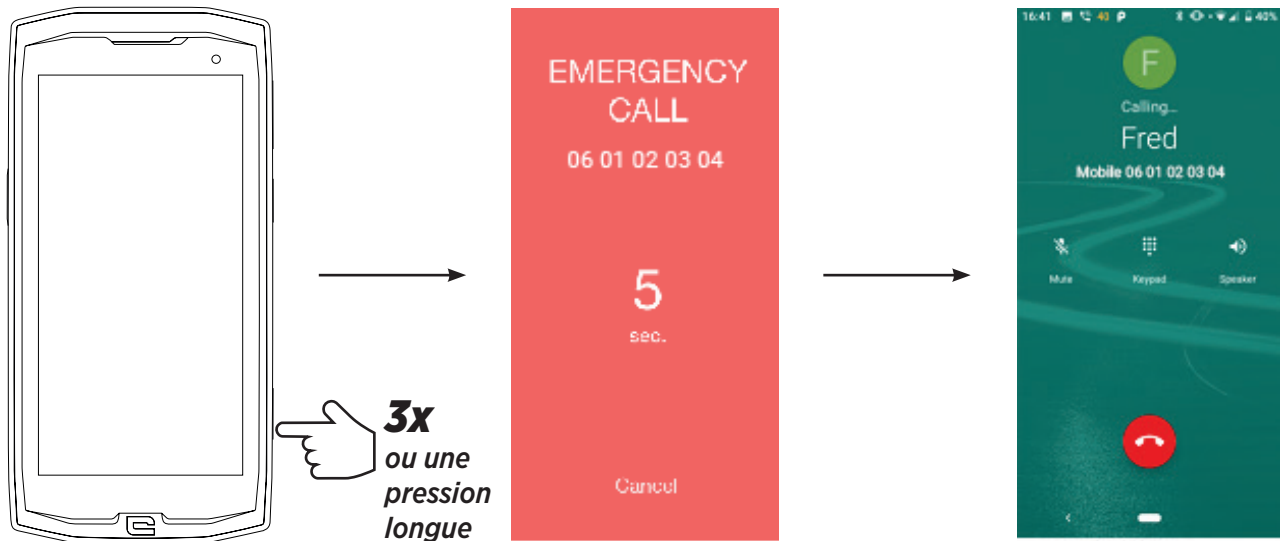 3x
ou une
pression
longue
EMERGENCY
CALL
06 01 02 03 04
5
sec.
Cancel
16:41 40 P 40%
F
Calling...
Fred
Mobile 06 01 02 03 04
Mute Keypad Speaker